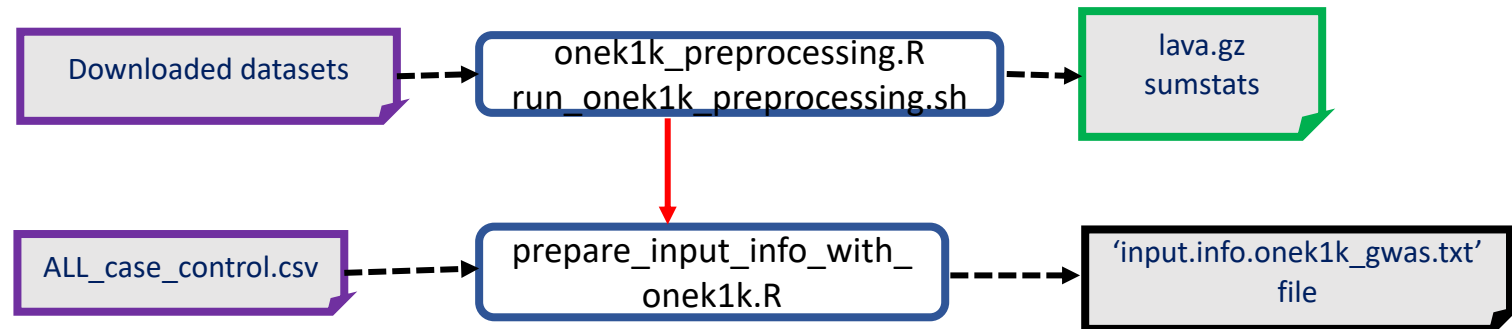 Downloaded datasets
onek1k_preprocessing.R
run_onek1k_preprocessing.sh
lava.gz
sumstats
ALL_case_control.csv
prepare_input_info_with_
onek1k.R
‘input.info.onek1k_gwas.txt’
file